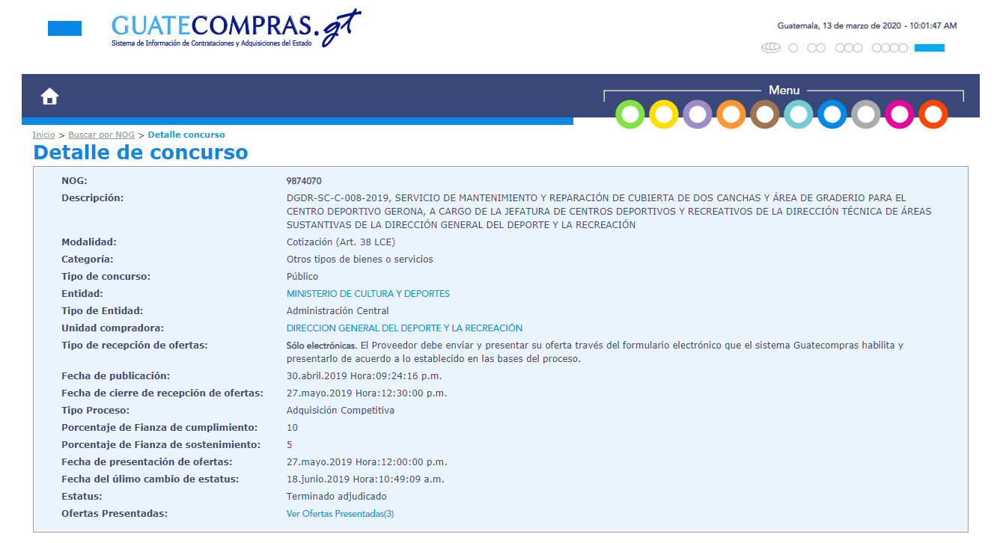 GUATECOMPRAS.gt
Sistema de Información de Contrataciones y Adquisiciones del Estado
Guatemala, 13 de marzo de 2020 - 10:01:47 AM
Menu
Inicio > Buscar por NOG > Detalle concurso
Detalle de concurso
NOG: 9874070
Descripción: DGDR-SC-C-008-2019, SERVICIO DE MANTENIMIENTO Y REPARACIÓN DE CUBIERTA DE DOS CANCHAS Y ÁREA DE GRADERIO PARA EL
CENTRO DEPORTIVO GERONA, A CARGO DE LA JEFATURA DE CENTROS DEPORTIVOS Y RECREATIVOS DE LA DIRECCIÓN TÉCNICA DE ÁREAS
SUSTANTIVAS DE LA DIRECCIÓN GENERAL DEL DEPORTE Y LA RECREACIÓN
Modalidad: Cotización (Art. 38 LCE)
Categoría: Otros tipos de bienes o servicios
Tipo de concurso: Público
Entidad: MINISTERIO DE CULTURA Y DEPORTES
Tipo de Entidad: Administración Central
Unidad compradora: DIRECCION GENERAL DEL DEPORTE Y LA RECREACIÓN
Tipo de recepción de ofertas: Sólo electrónicas. El Proveedor debe enviar y presentar su oferta través del formulario electrónico que el sistema Guatecompras habilita y
presentarlo de acuerdo a lo establecido en las bases del proceso.
Fecha de publicación: 30.abril.2019 Hora:09:24:16 p.m.
Fecha de cierre de recepción de ofertas: 27.mayo.2019 Hora:12:30:00 p.m.
Tipo Proceso: Adquisición Competitiva
Porcentaje de Fianza de cumplimiento: 10
Porcentaje de Fianza de sostenimiento: 5
Fecha de presentación de ofertas: 27.mayo.2019 Hora:12:00:00 p.m.
Fecha del úlimo cambio de estatus: 18.junio.2019 Hora:10:49:09 a.m.
Estatus: Terminado adjudicado
Ofertas Presentadas: Ver Ofertas Presentadas(3)